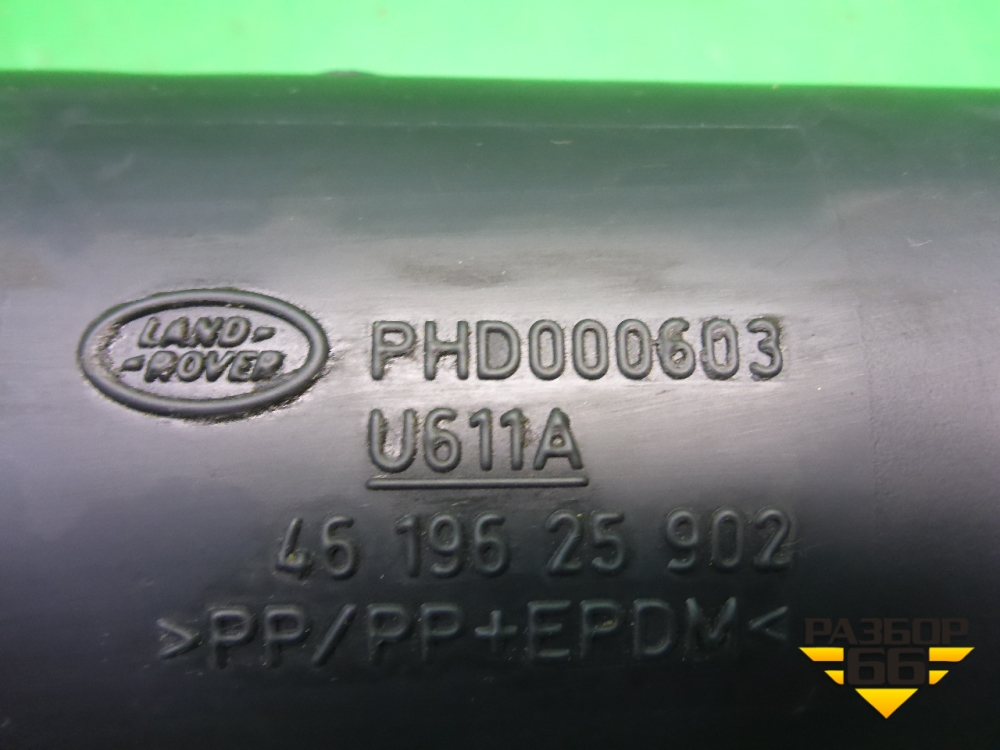 LAND-
-ROVER
PHD000603
U611A
46 196 25 902
>PP/PP+EPDM<
РАЗБОР
66